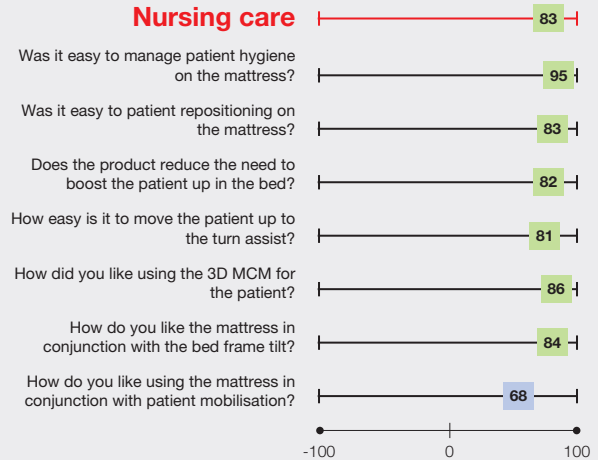 Nursing care 83
Was it easy to manage patient hygiene
on the mattress? 95
Was it easy to patient repositioning on
the mattress? 83
Does the product reduce the need to
boost the patient up in the bed? 82
How easy is it to move the patient up to
the turn assist? 81
How did you like using the 3D MCM for
the patient? 86
How do you like the mattress in
conjunction with the bed frame tilt? 84
How do you like using the mattress in
conjunction with patient mobilisation? 68
-100 0 100